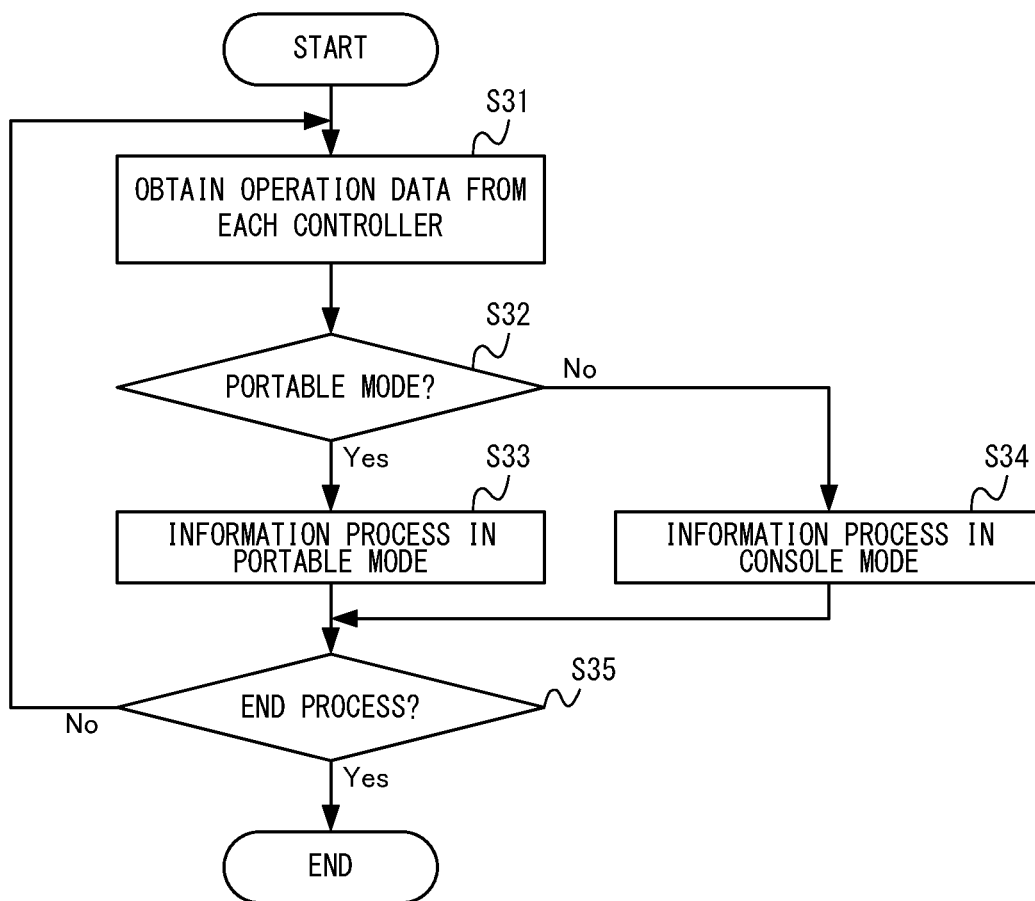 START
S31
OBTAIN OPERATION DATA FROM
EACH CONTROLLER
S32
PORTABLE MODE?
No
Yes
S33
INFORMATION PROCESS IN
PORTABLE MODE
S34
INFORMATION PROCESS IN
CONSOLE MODE
S35
END PROCESS?
No
Yes
END